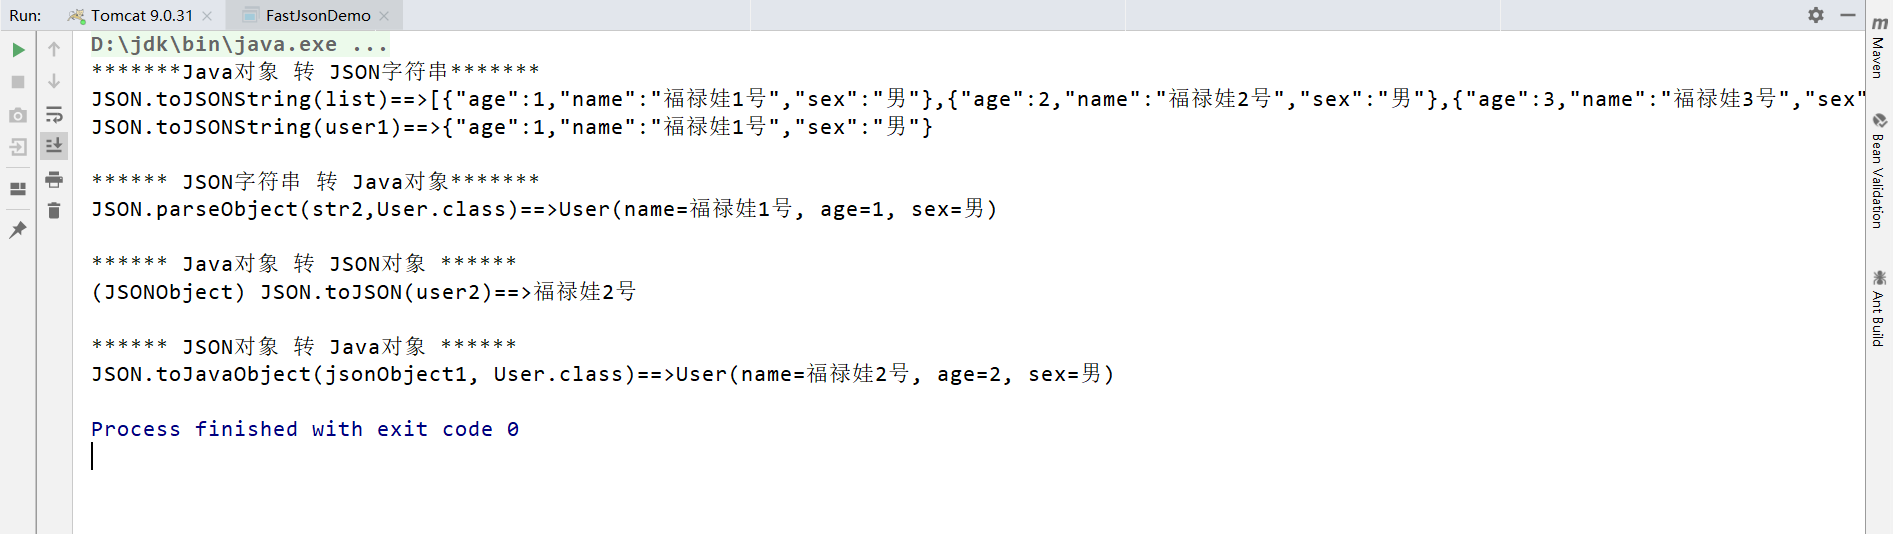 Run: Tomcat 9.0.31 FastJsonDemo
D:\jdk\bin\java.exe ...
*******Java对象 转 JSON字符串*******
JSON.toJSONString(list)==>[{"age":1,"name":"福禄娃1号","sex":"男"},{"age":2,"name":"福禄娃2号","sex":"男"},{"age":3,"name":"福禄娃3号","sex"
JSON.toJSONString(user1)==>{"age":1,"name":"福禄娃1号","sex":"男"}
****** JSON字符串 转 Java对象*******
JSON.parseObject(str2,User.class)==>User(name=福禄娃1号, age=1, sex=男)
****** Java对象 转 JSON对象 ******
(JSONObject) JSON.toJSON(user2)==>福禄娃2号
****** JSON对象 转 Java对象 ******
JSON.toJavaObject(jsonObject1, User.class)==>User(name=福禄娃2号, age=2, sex=男)
Process finished with exit code 0
m Maven
Bean Validation
Ant Build